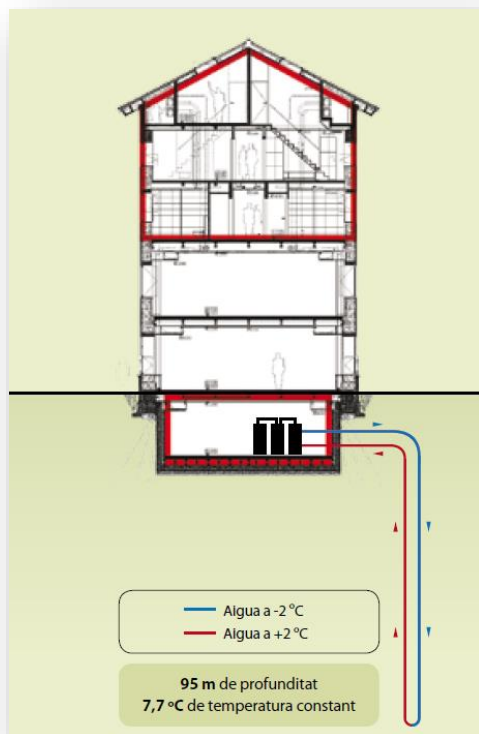 Aigua a -2 ºC
Aigua a +2 ºC
95 m de profunditat
7,7 ºC de temperatura constant